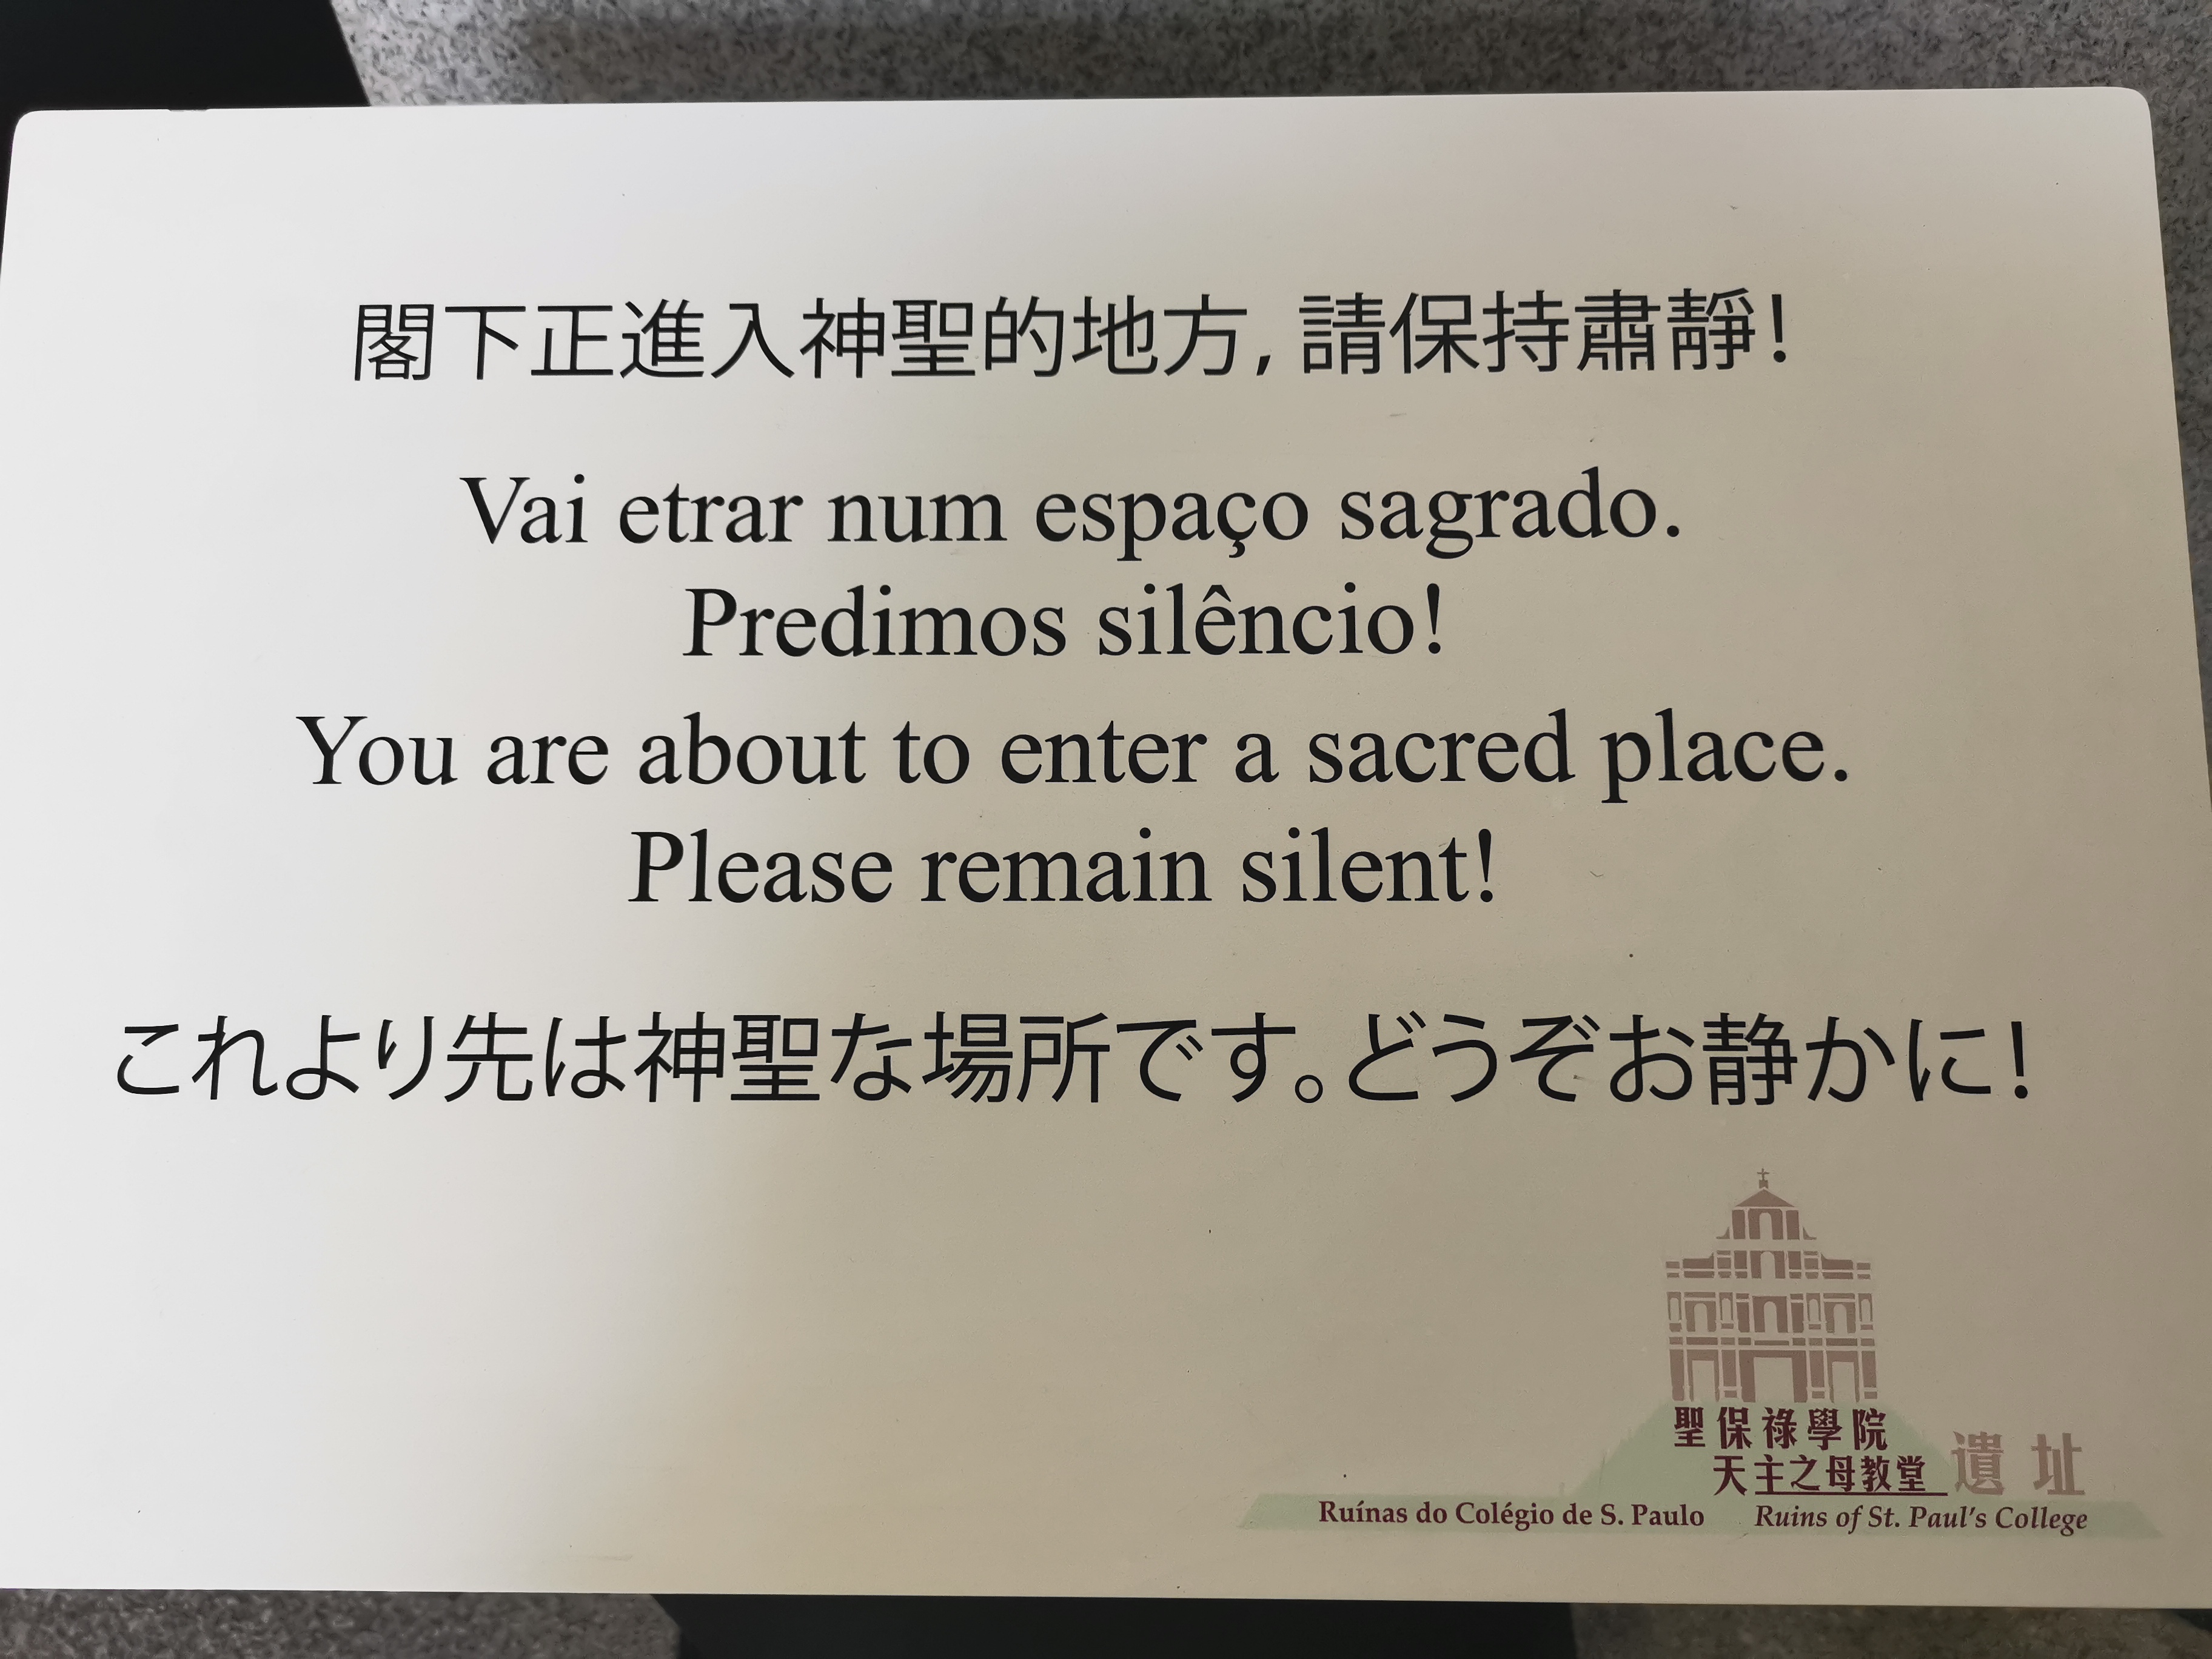 閣下正進入神聖的地方，請保持肅靜！
Vai etrar num espaço sagrado.
Predimos silêncio!
You are about to enter a sacred place.
Please remain silent!
これより先は神聖な場所です。どうぞお静かに！
聖保祿學院
天主之母教堂 遺址
Ruínas do Colégio de S. Paulo Ruins of St. Paul's College